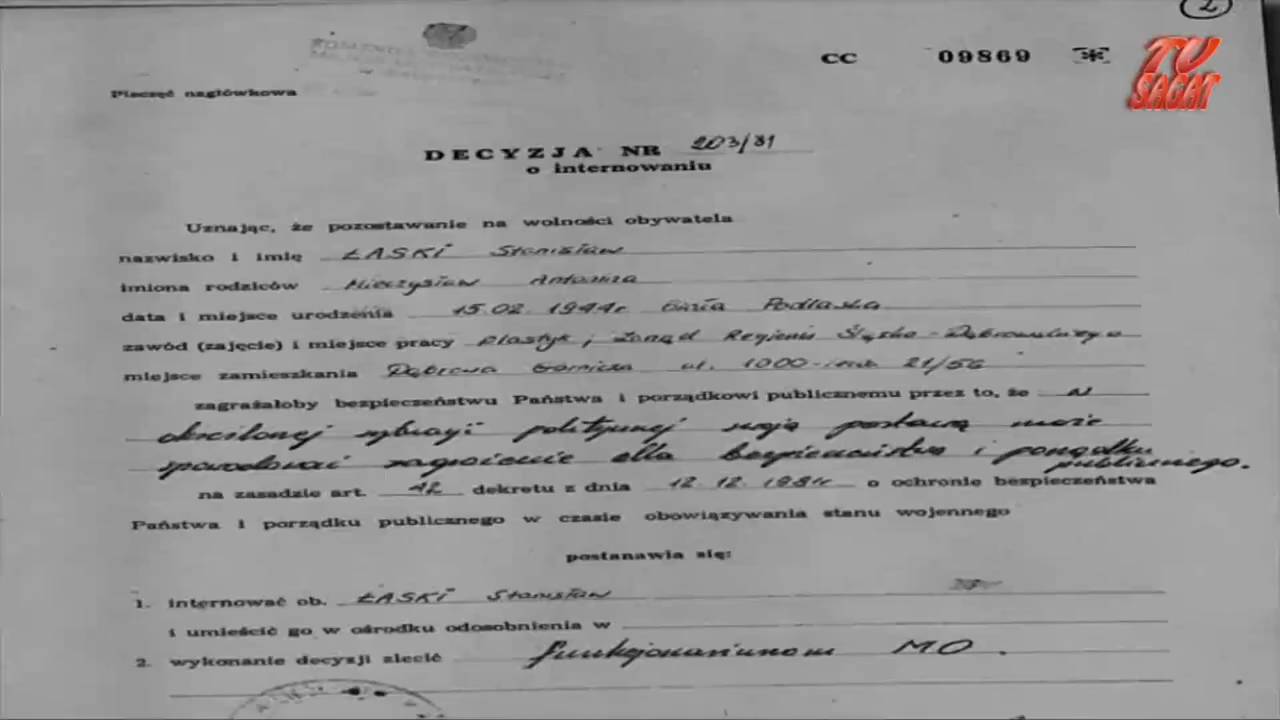 2
CC 09869
TV SAGAT
Pieczęć nagłówkowa
DECYZJA NR 203/81
o internowaniu
Uznając, że pozostawanie na wolności obywatela
nazwisko i imię ŁASKI Stanisław
imiona rodziców Mieczysław Antonina
data i miejsce urodzenia 15.02.1944r Biała Podlaska
zawód (zajęcie) i miejsce pracy plastyk, Zarząd Regionu Śląsko-Dąbrowskiego
miejsce zamieszkania Dąbrowa Górnicza ul. 1000-lecia 21/56
zagrażałoby bezpieczeństwu Państwa i porządkowi publicznemu przez to, że w
określonej sytuacji politycznej swoją postawą może
spowodować zagrożenie dla bezpieczeństwa i porządku
publicznego.
na zasadzie art. 42 dekretu z dnia 12.12.1981r o ochronie bezpieczeństwa
Państwa i porządku publicznego w czasie obowiązywania stanu wojennego
postanawia się:
1. internować ob. ŁASKI Stanisław
i umieścić go w ośrodku odosobnienia w
2. wykonanie decyzji zlecić funkcjonariuszom MO.